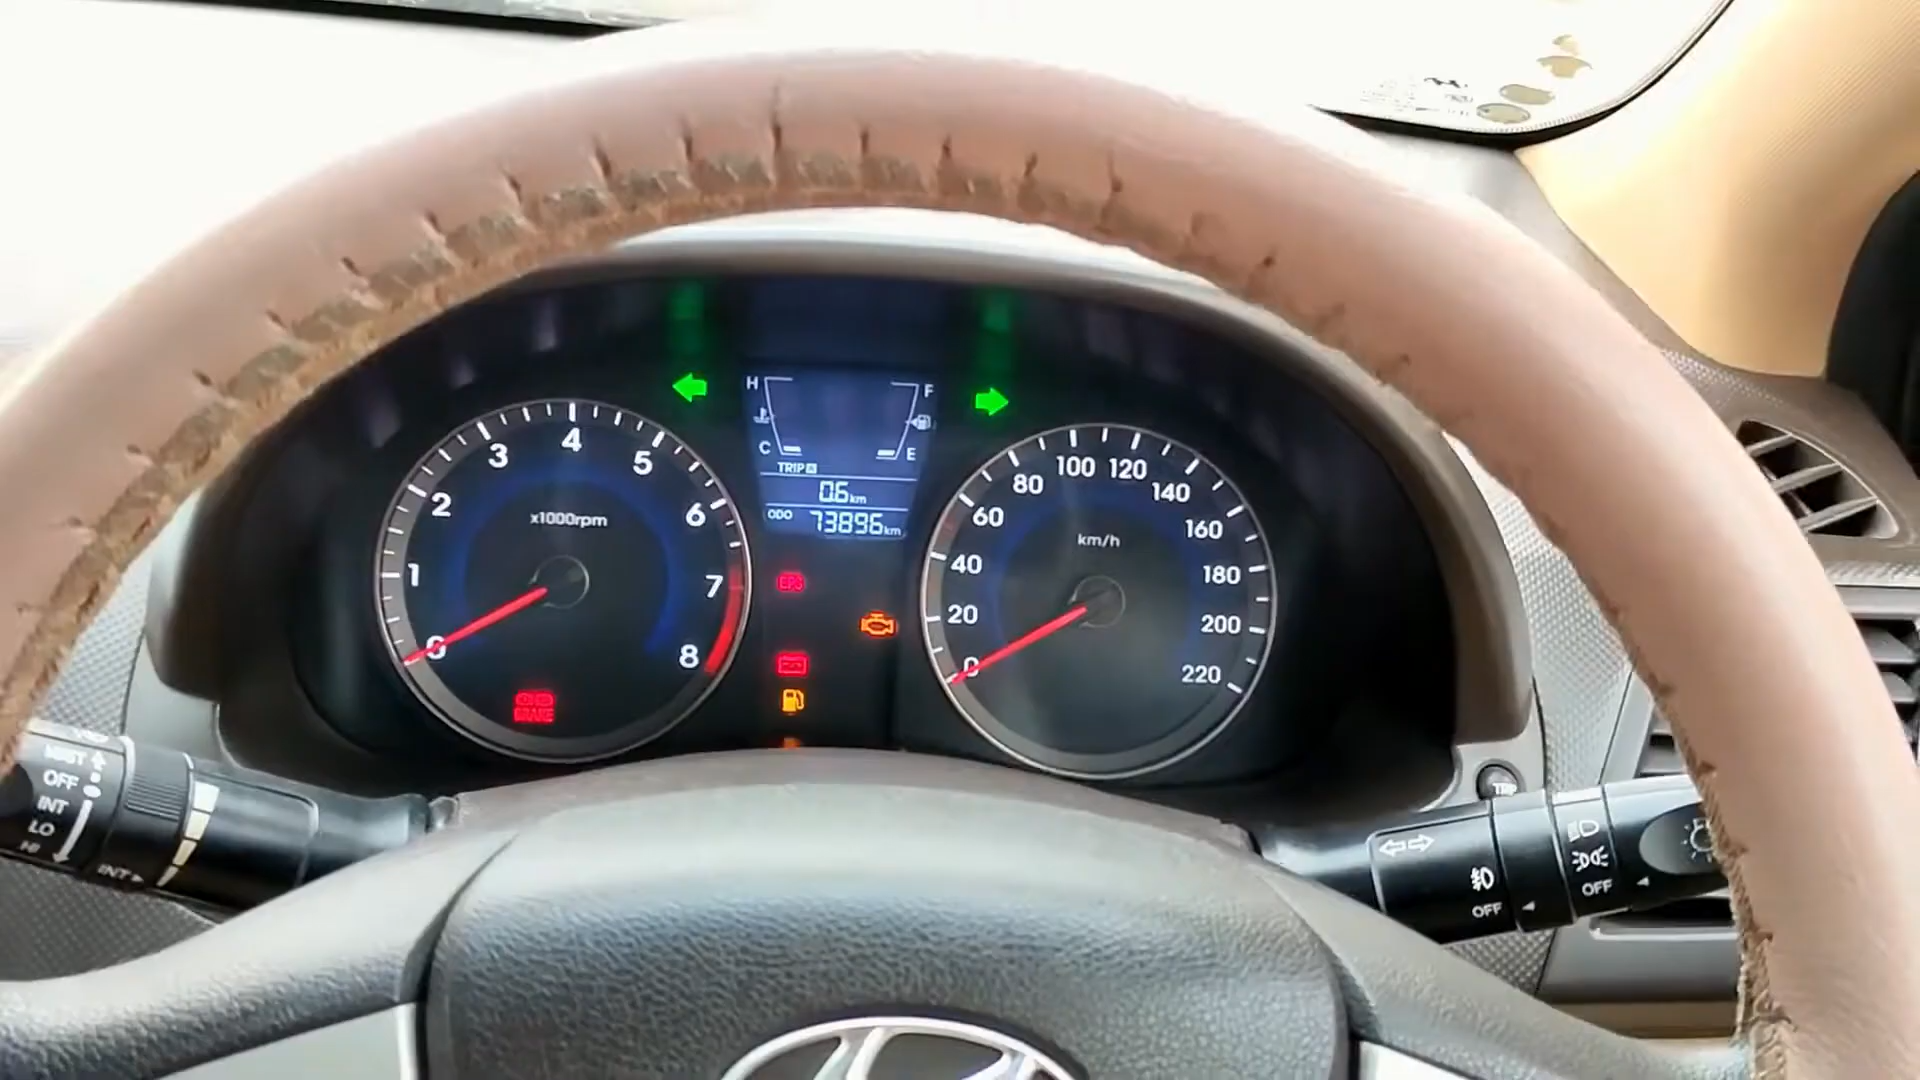 H F
C E
TRIP A
0.6 km
ODO 73896 km
0 1 2 3 4 5 6 7 8
x1000rpm
0 20 40 60 80 100 120 140 160 180 200 220
km/h
EPS
BRAKE
MIST
OFF
INT
LO
HI
INT
TRIP
OFF
OFF